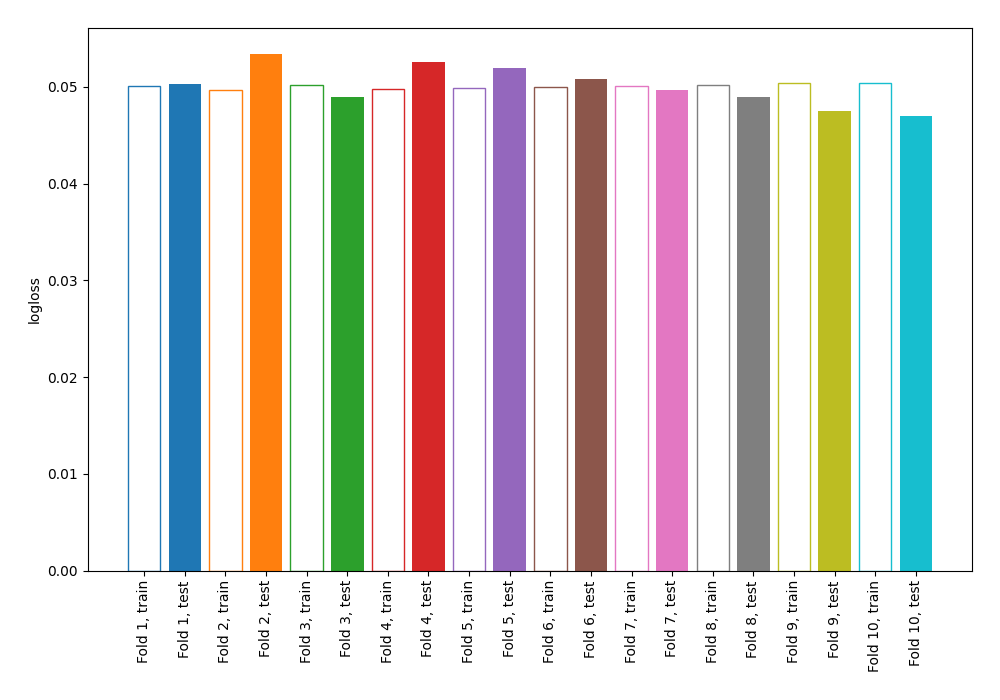 logloss
0.05
0.04
0.03
0.02
0.01
0.00
Fold 1, train
Fold 1, test
Fold 2, train
Fold 2, test
Fold 3, train
Fold 3, test
Fold 4, train
Fold 4, test
Fold 5, train
Fold 5, test
Fold 6, train
Fold 6, test
Fold 7, train
Fold 7, test
Fold 8, train
Fold 8, test
Fold 9, train
Fold 9, test
Fold 10, train
Fold 10, test